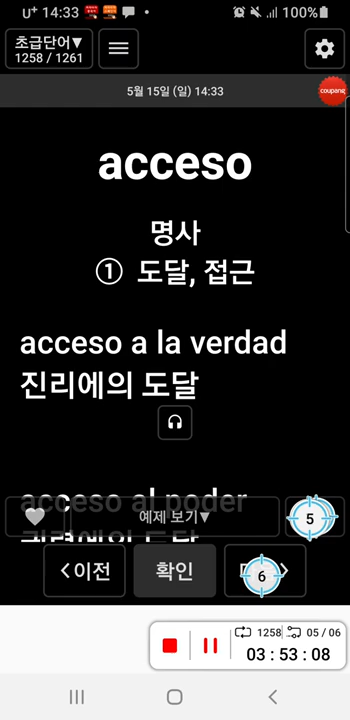 U+ 14:33 100%
초급단어▼
1258 / 1261
5월 15일 (일) 14:33
coupang
acceso
명사
① 도달, 접근
acceso a la verdad
진리에의 도달
acceso al poder
예제 보기▼
5
<이전
확인
6
1258 05 / 06
03 : 53 : 08